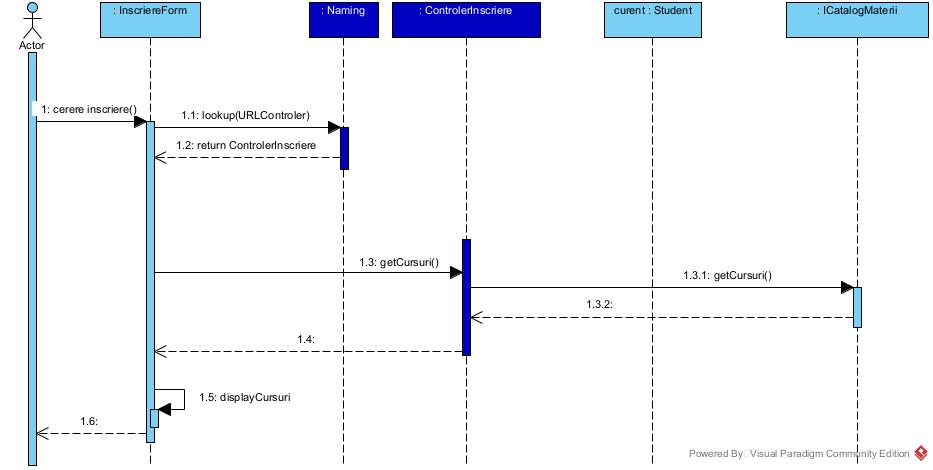 : InscriereForm
: Naming
: ControlerInscriere
curent : Student
: ICatalogMaterii
Actor
1: cerere inscriere()
1.1: lookup(URLControler)
1.2: return ControlerInscriere
1.3: getCursuri()
1.3.1: getCursuri()
1.3.2:
1.4:
1.5: displayCursuri
1.6:
Powered By Visual Paradigm Community Edition